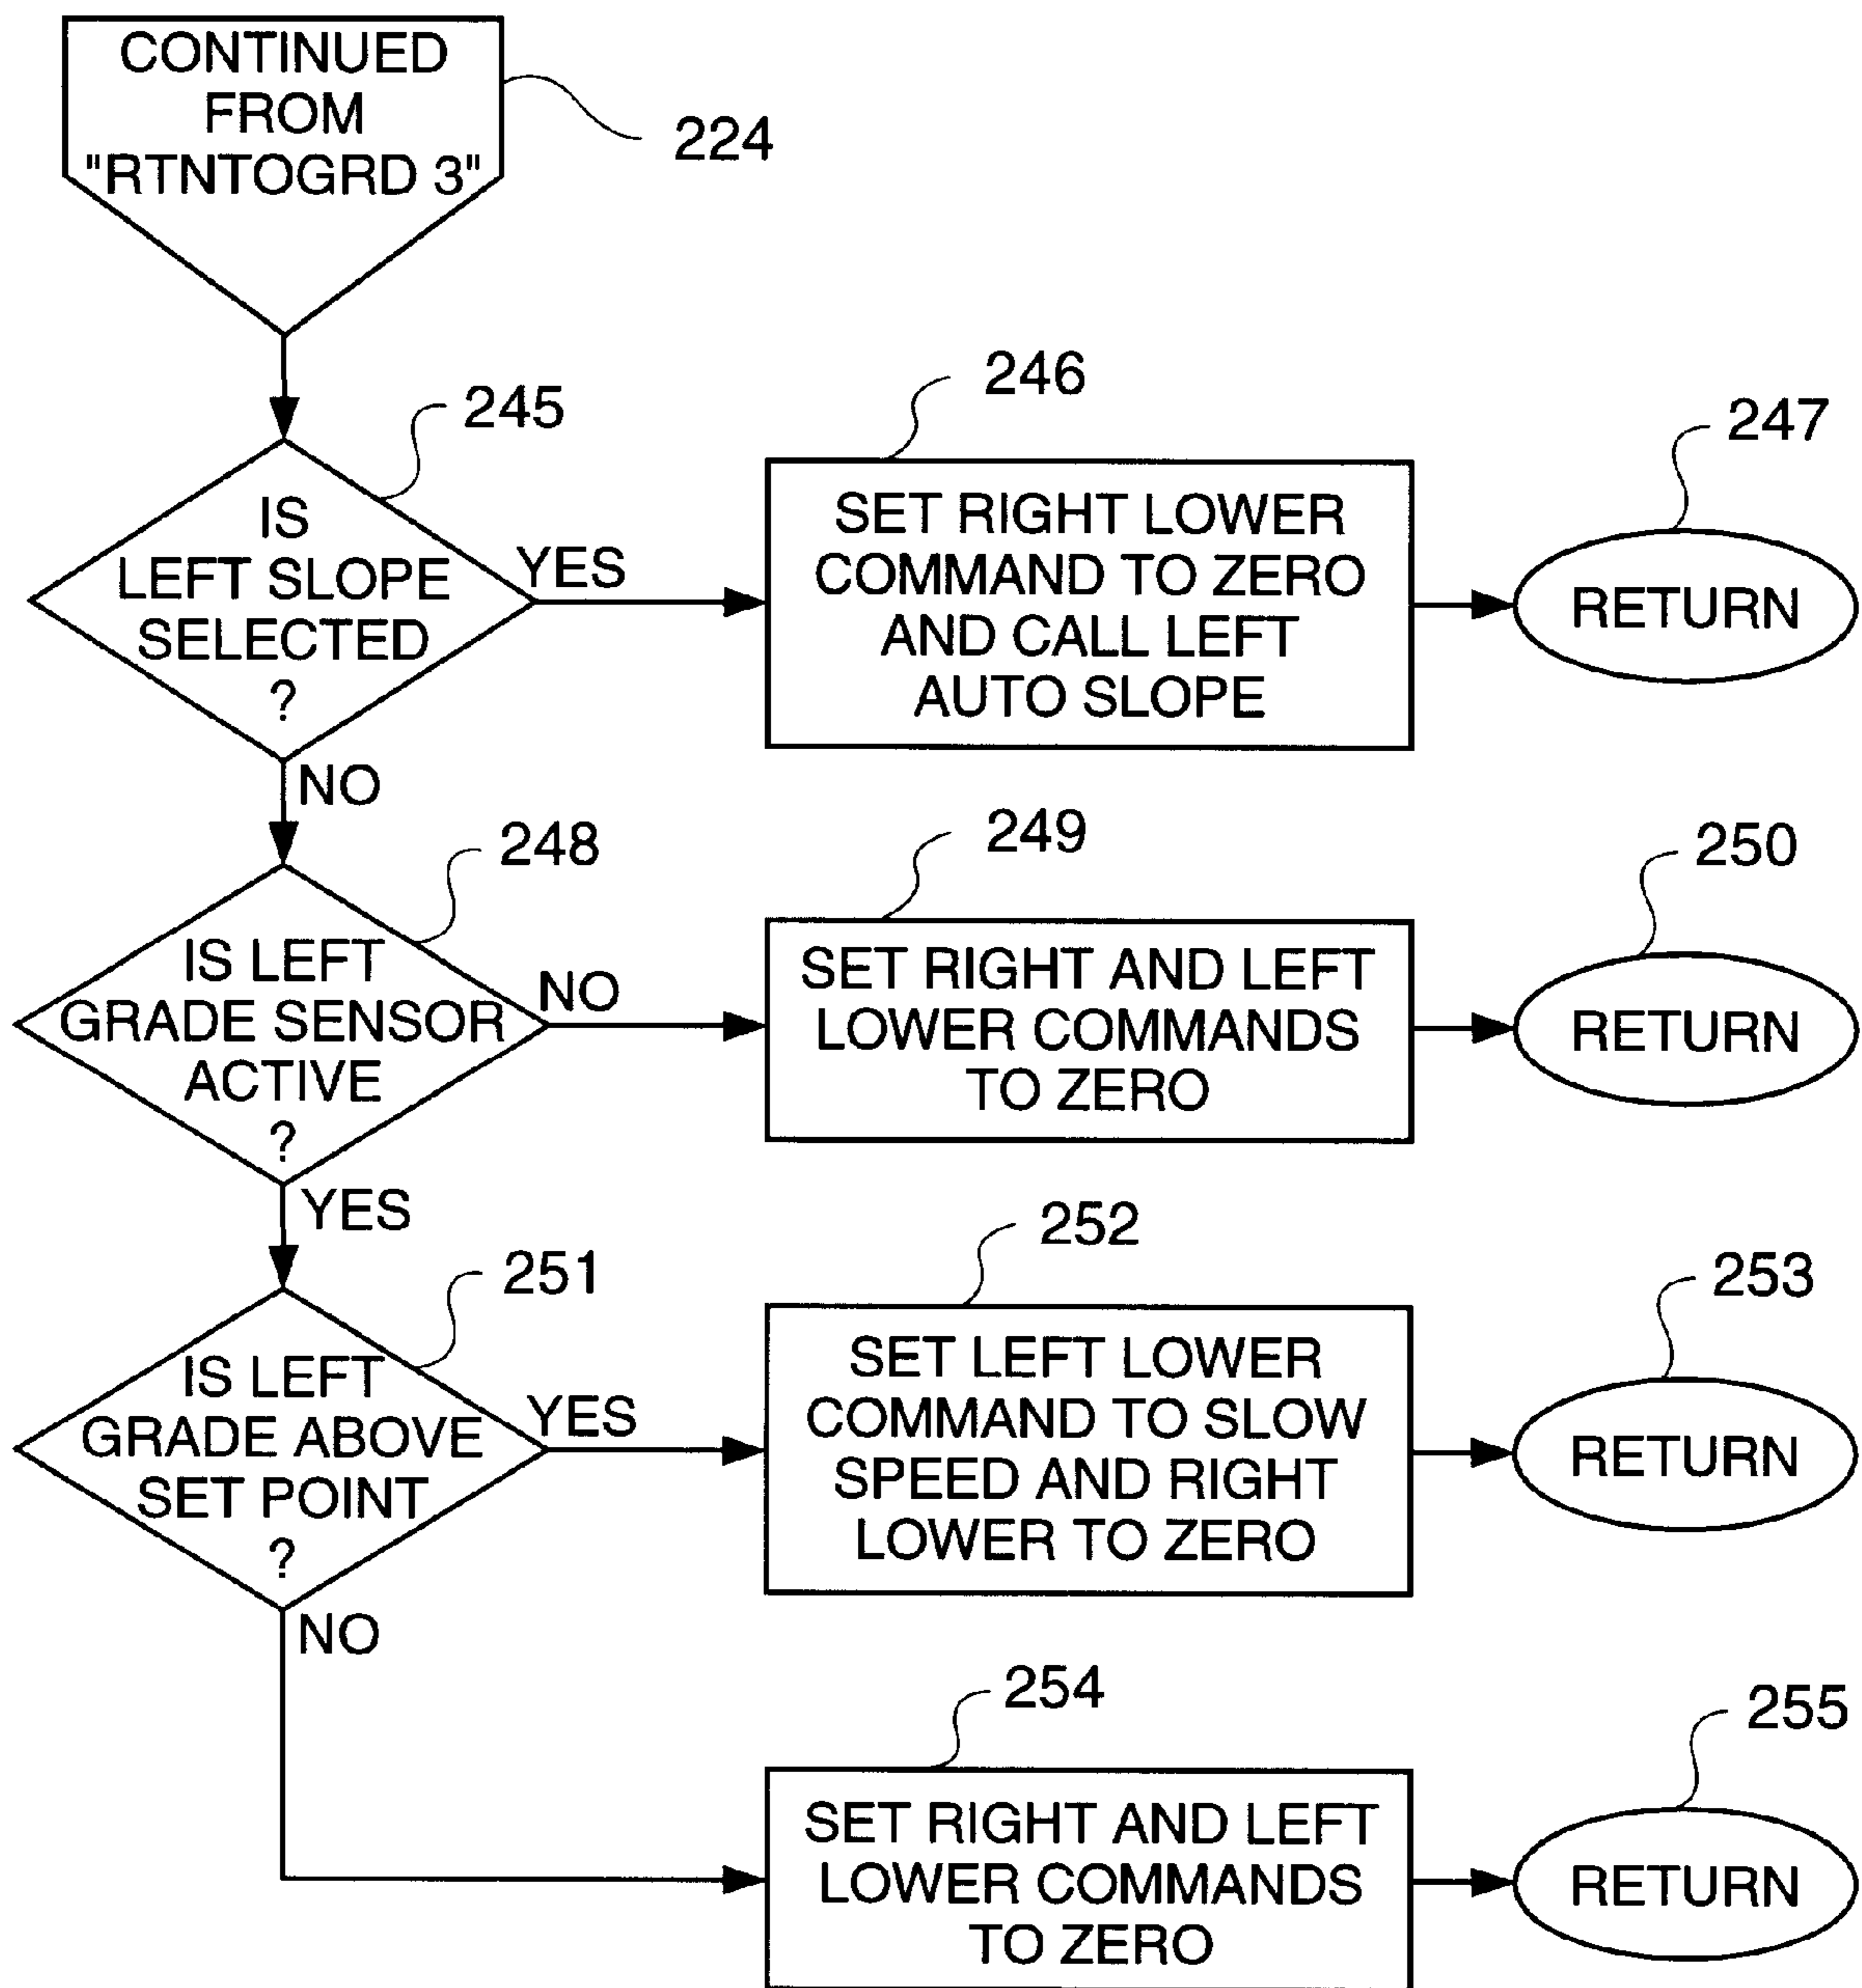 CONTINUED
FROM
"RTNTOGRD 3"
224
245
IS
LEFT SLOPE
SELECTED
?
YES
246
SET RIGHT LOWER
COMMAND TO ZERO
AND CALL LEFT
AUTO SLOPE
247
RETURN
NO
248
IS LEFT
GRADE SENSOR
ACTIVE
?
NO
249
SET RIGHT AND LEFT
LOWER COMMANDS
TO ZERO
250
RETURN
YES
251
IS LEFT
GRADE ABOVE
SET POINT
?
YES
252
SET LEFT LOWER
COMMAND TO SLOW
SPEED AND RIGHT
LOWER TO ZERO
253
RETURN
NO
254
SET RIGHT AND LEFT
LOWER COMMANDS
TO ZERO
255
RETURN